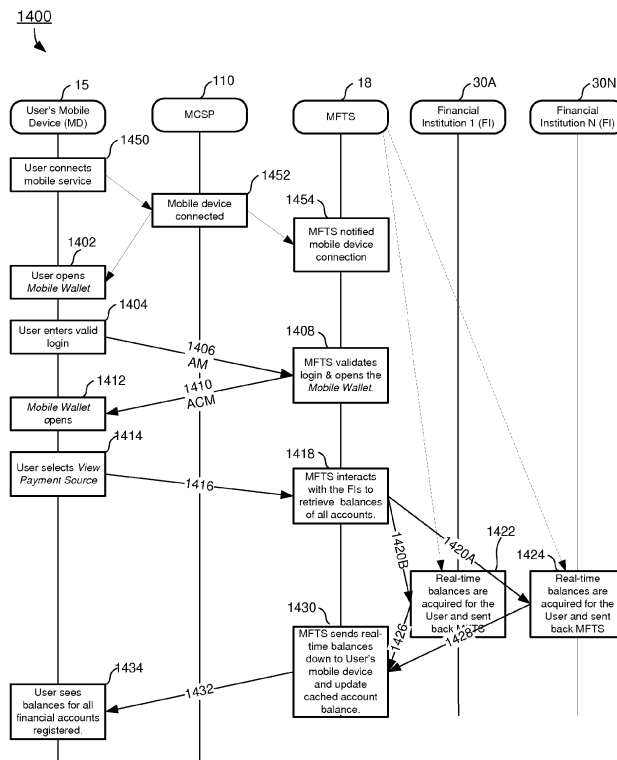 1400
15
110
18
30A
30N
User's Mobile
Device (MD)
MCSP
MFTS
Financial
Institution 1 (FI)
Financial
Institution N (FI)
1450
User connects
mobile service
1452
Mobile device
connected
1454
MFTS notified
mobile device
connection
1402
User opens
Mobile Wallet
1404
User enters valid
login
1406
AM
1408
MFTS validates
login & opens the
Mobile Wallet.
1410
ACM
1412
Mobile Wallet
opens
1414
User selects View
Payment Source
1416
1418
MFTS interacts
with the FIs to
retrieve balances
of all accounts.
1420B
1420A
1422
Real-time
balances are
acquired for the
User and sent
back MFTS
1424
Real-time
balances are
acquired for the
User and sent
back MFTS
1426
1428
1430
MFTS sends real-
time balances
down to User's
mobile device
and update
cached account
balance.
1432
1434
User sees
balances for all
financial accounts
registered.